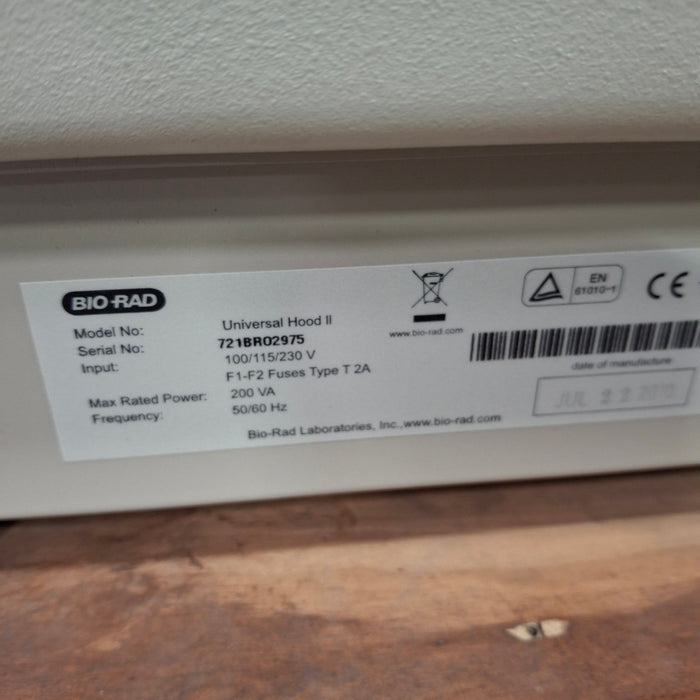 BIO-RAD
Model No: Universal Hood II
Serial No: 721BR02975
Input: 100/115/230 V
F1-F2 Fuses Type T 2A
Max Rated Power: 200 VA
Frequency: 50/60 Hz
Bio-Rad Laboratories, Inc.,www.bio-rad.com
www.bio-rad.com
EN
61010-1
CE
date of manufacture
JUL 22